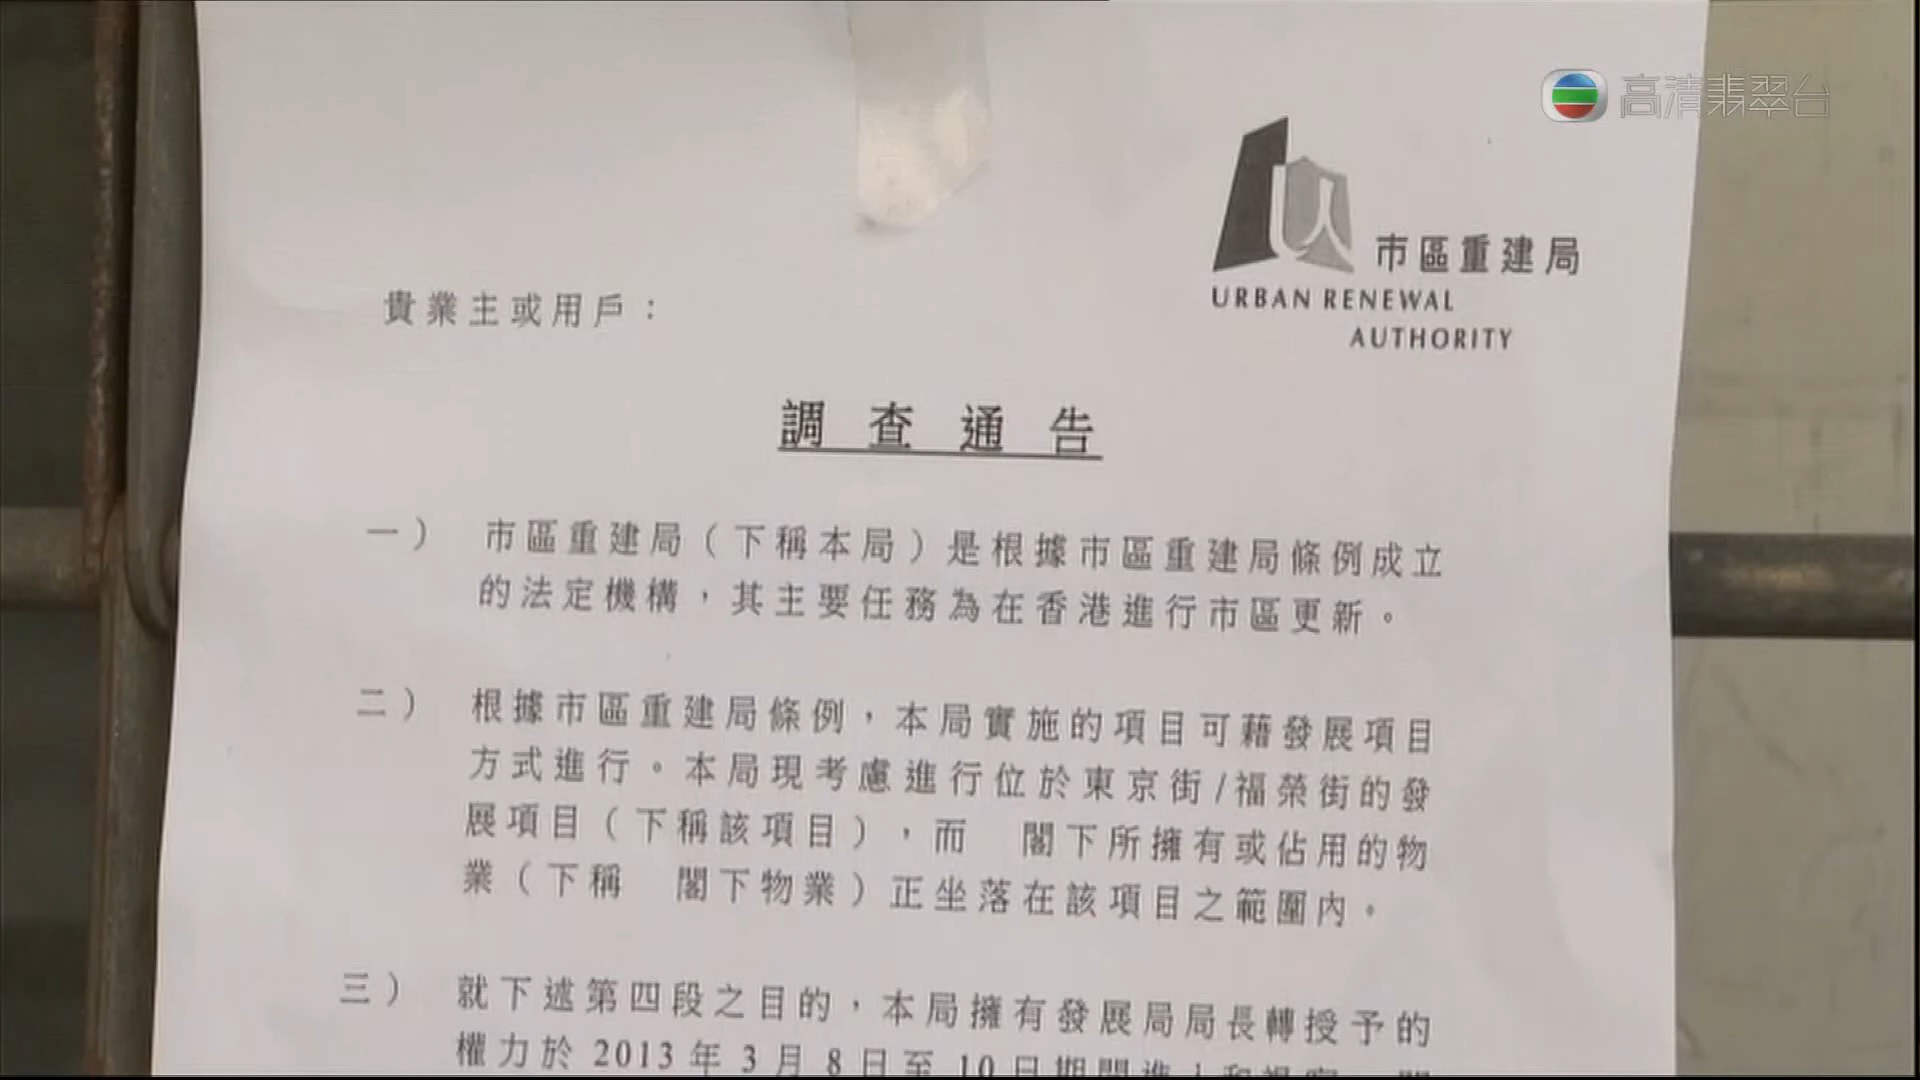 高清翡翠台
市區重建局
URBAN RENEWAL
AUTHORITY
貴業主或用戶：
調查通告
一） 市區重建局（下稱本局）是根據市區重建局條例成立
的法定機構，其主要任務為在香港進行市區更新。
二） 根據市區重建局條例，本局實施的項目可藉發展項目
方式進行。本局現考慮進行位於東京街/福榮街的發
展項目（下稱該項目），而 閣下所擁有或佔用的物
業（下稱 閣下物業）正坐落在該項目之範圍內。
三） 就下述第四段之目的，本局擁有發展局局長轉授予的
權力於 2013 年 3 月 8 日至 10 日期間進